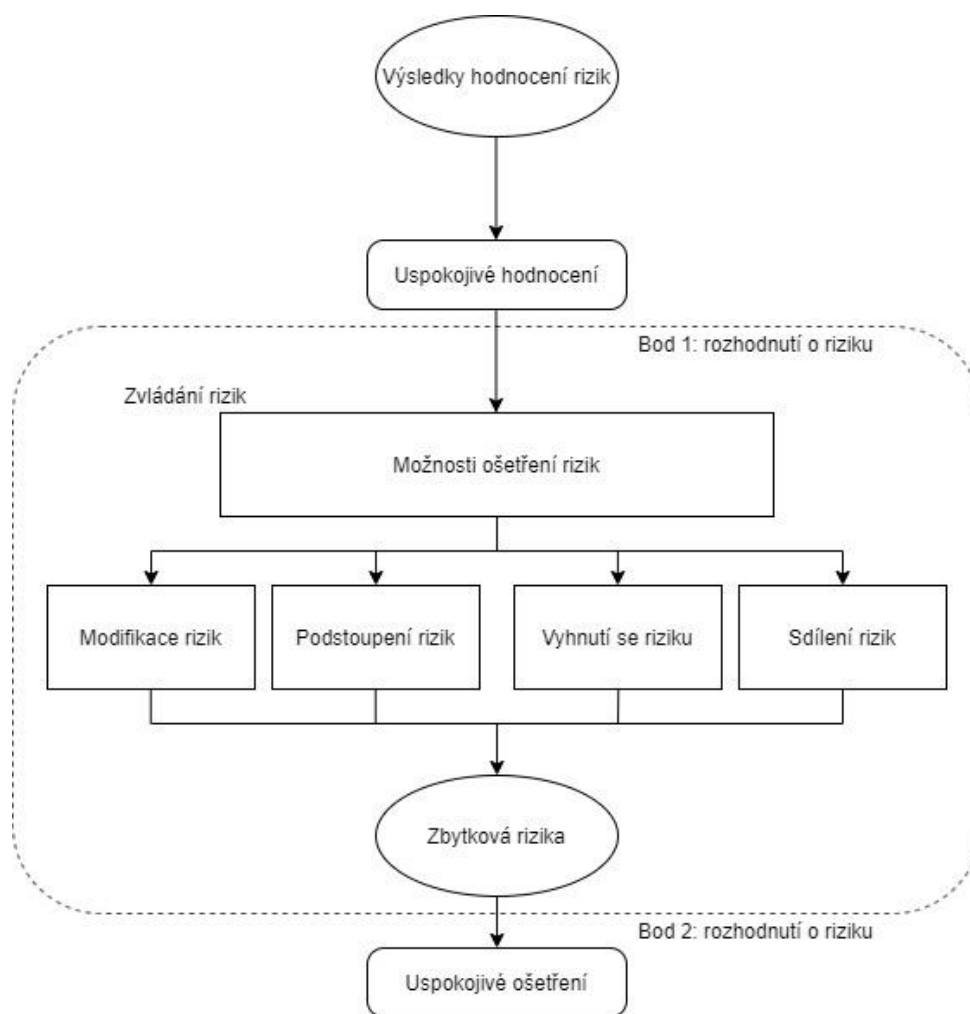 Výsledky hodnocení rizik
Uspokojivé hodnocení
Bod 1: rozhodnutí o riziku
Zvládání rizik
Možnosti ošetření rizik
Modifikace rizik
Podstoupení rizik
Vyhnutí se riziku
Sdílení rizik
Zbytková rizika
Bod 2: rozhodnutí o riziku
Uspokojivé ošetření